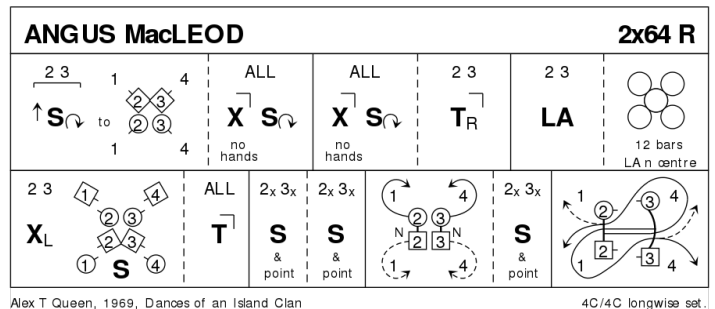 ANGUS MacLEOD 2x64 R
2 3 1 4 ALL ALL 2 3 2 3
↑ S to 2 3 X S X S TR LA
2 3
1 4 no hands no hands 12 bars
LA in centre
2 3 1 4 ALL 2x 3x 2x 3x 1 4 2x 3x 1 4
XL 2 3 T S S 2 3 S 2 3
2 3 N 2 3 N 2 3
1 S 4 & point & point 1 4 & point 1 4
Alex T Queen, 1969, Dances of an Island Clan 4C/4C longwise set.